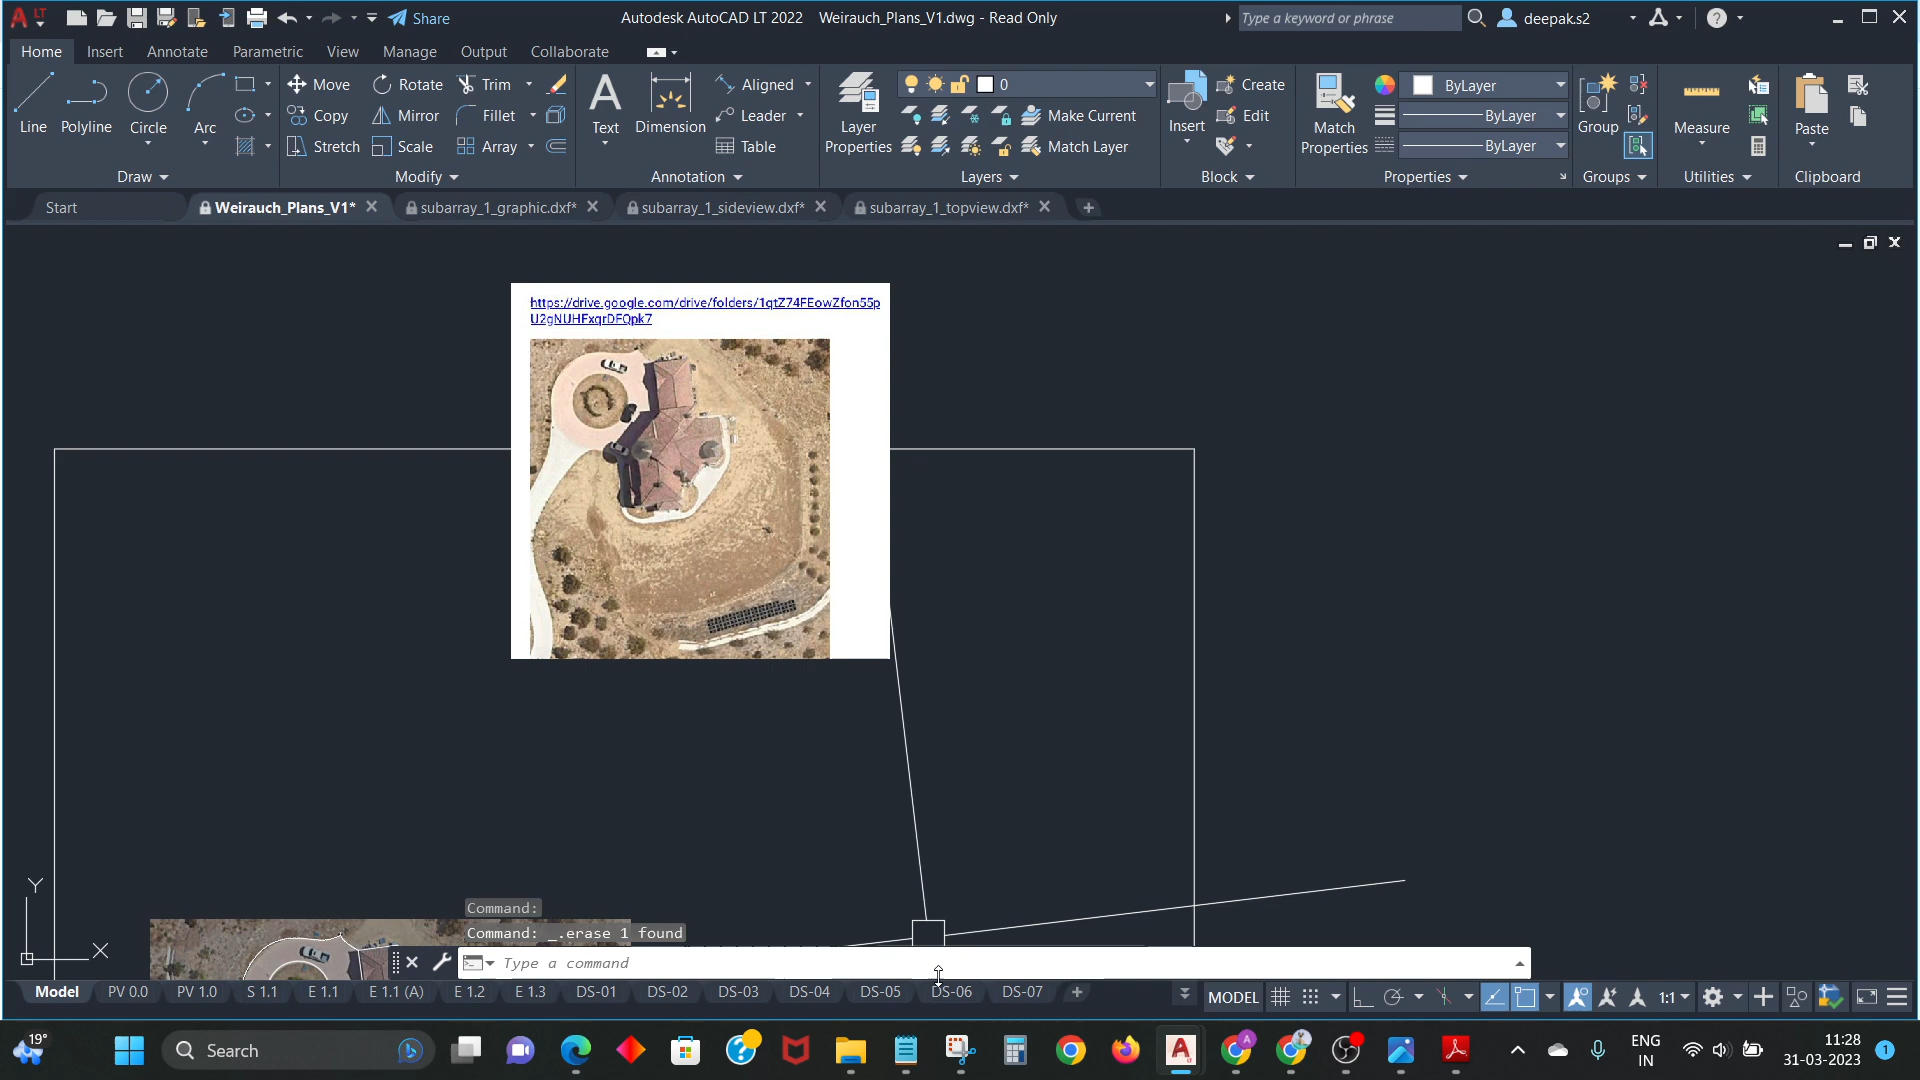 Share
Autodesk AutoCAD LT 2022 Weirauch_Plans_V1.dwg - Read Only
Type a keyword or phrase
deepak.s2
Home Insert Annotate Parametric View Manage Output Collaborate
Line Polyline Circle Arc
Move Rotate Trim
Copy Mirror Fillet
Stretch Scale Array
Text Dimension
Aligned
Leader
Table
Layer Properties
0
Make Current
Match Layer
Insert
Create
Edit
Match Properties
ByLayer
ByLayer
ByLayer
Group
Measure
Paste
Draw Modify Annotation Layers Block Properties Groups Utilities Clipboard
Start Weirauch_Plans_V1* subarray_1_graphic.dxf* subarray_1_sideview.dxf* subarray_1_topview.dxf*
https://drive.google.com/drive/folders/1qtZ74FEowZfon55p
U2gNUHFxqrDFQpk7
Y
X
Command:
Command: _.erase 1 found
Type a command
Model PV 0.0 PV 1.0 S 1.1 E 1.1 E 1.1 (A) E 1.2 E 1.3 DS-01 DS-02 DS-03 DS-04 DS-05 DS-06 DS-07
MODEL 1:1
19°
Search
ENG
IN
11:28
31-03-2023
1